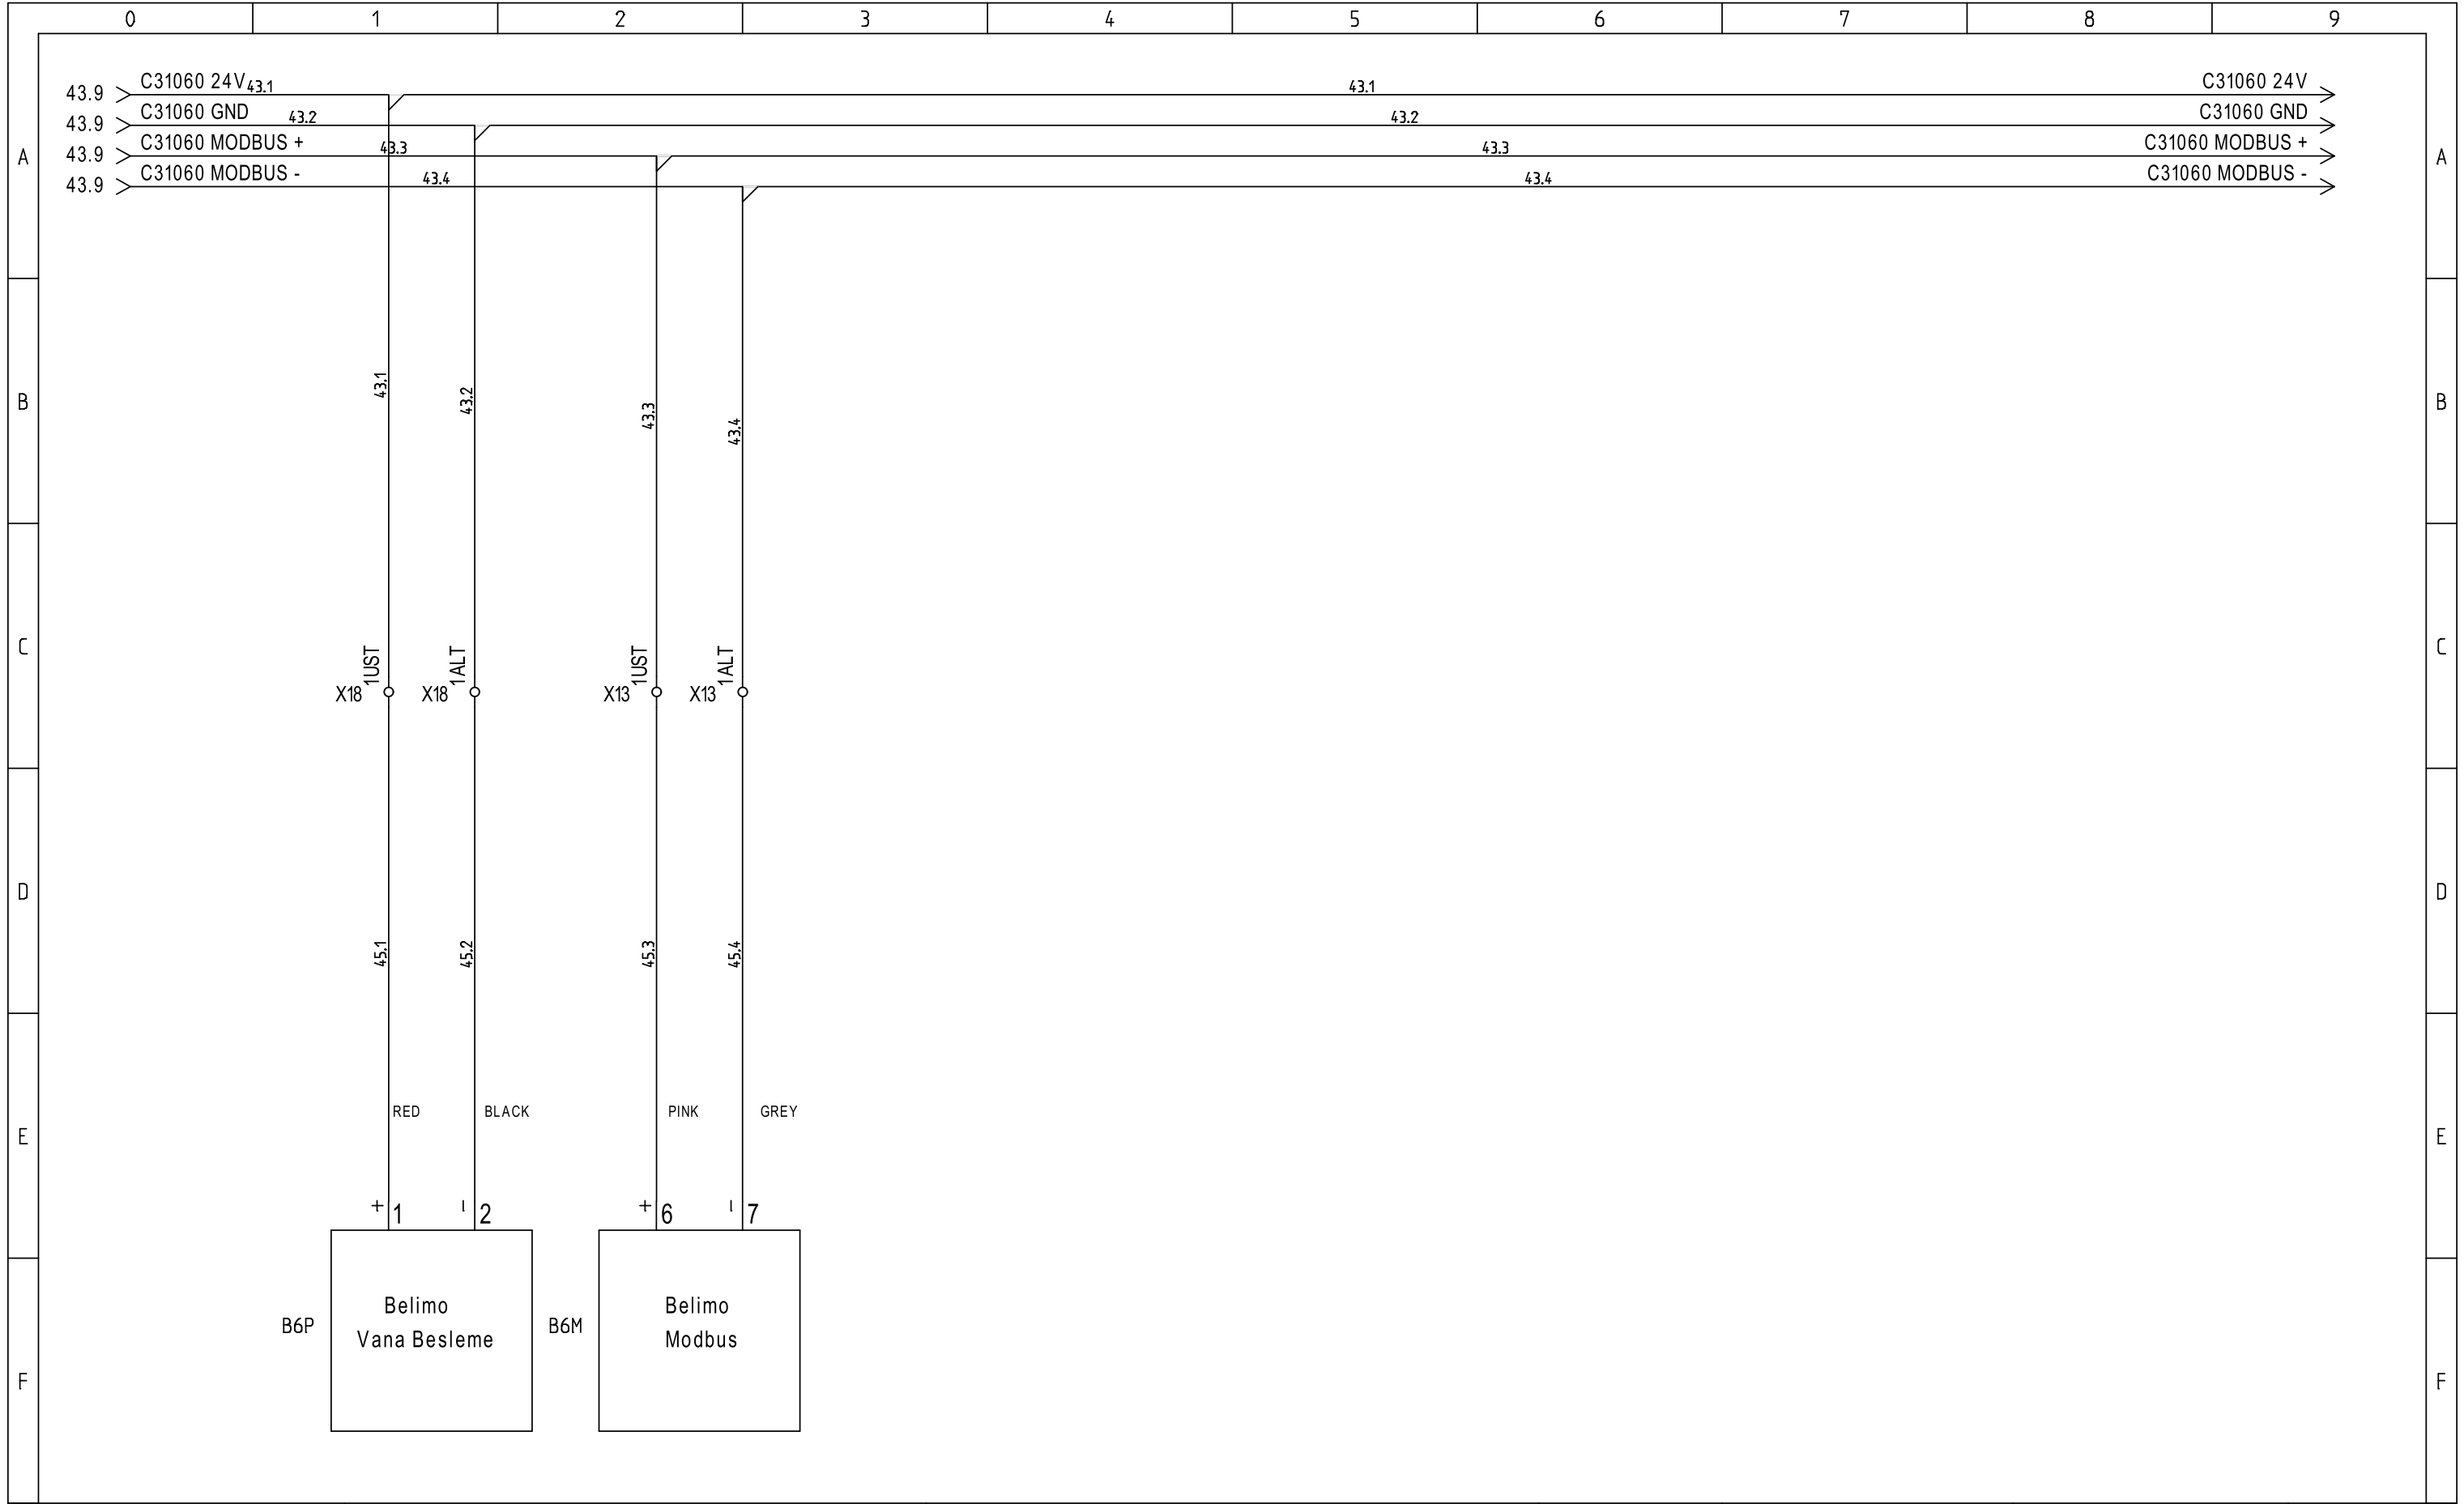 0 1 2 3 4 5 6 7 8 9
43.9 C31060 24V 43.1 43.1 C31060 24V
43.9 C31060 GND 43.2 43.2 C31060 GND
43.9 C31060 MODBUS + 43.3 43.3 C31060 MODBUS +
43.9 C31060 MODBUS - 43.4 43.4 C31060 MODBUS -
A A
B 43.1 43.2 43.3 43.4 B
C C
1UST 1ALT 1UST 1ALT
X18 X18 X13 X13
D D
45.1 45.2 45.3 45.4
RED BLACK PINK GREY
E E
+ 1 - 2 + 6 - 7
Belimo Belimo
B6P Vana Besleme B6M Modbus
F F